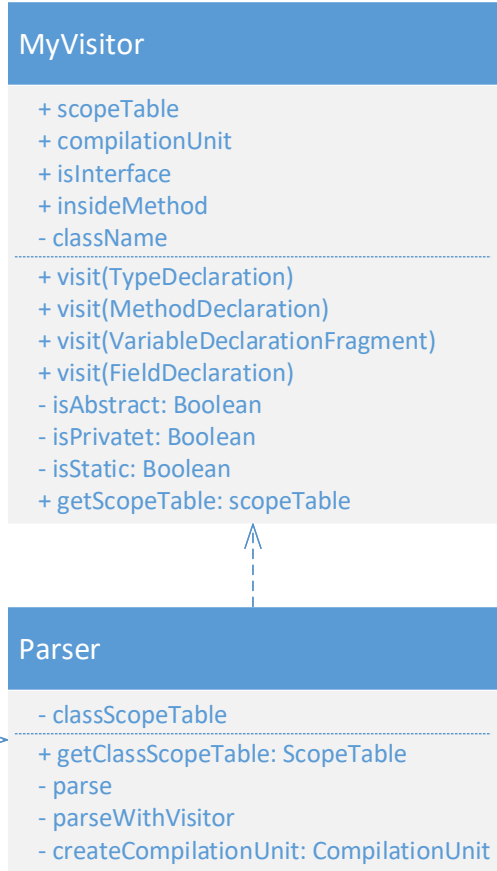 MyVisitor
+ scopeTable
+ compilationUnit
+ isInterface
+ insideMethod
- className
+ visit(TypeDeclaration)
+ visit(MethodDeclaration)
+ visit(VariableDeclarationFragment)
+ visit(FieldDeclaration)
- isAbstract: Boolean
- isPrivatet: Boolean
- isStatic: Boolean
+ getScopeTable: scopeTable
Parser
- classScopeTable
+ getClassScopeTable: ScopeTable
- parse
- parseWithVisitor
- createCompilationUnit: CompilationUnit